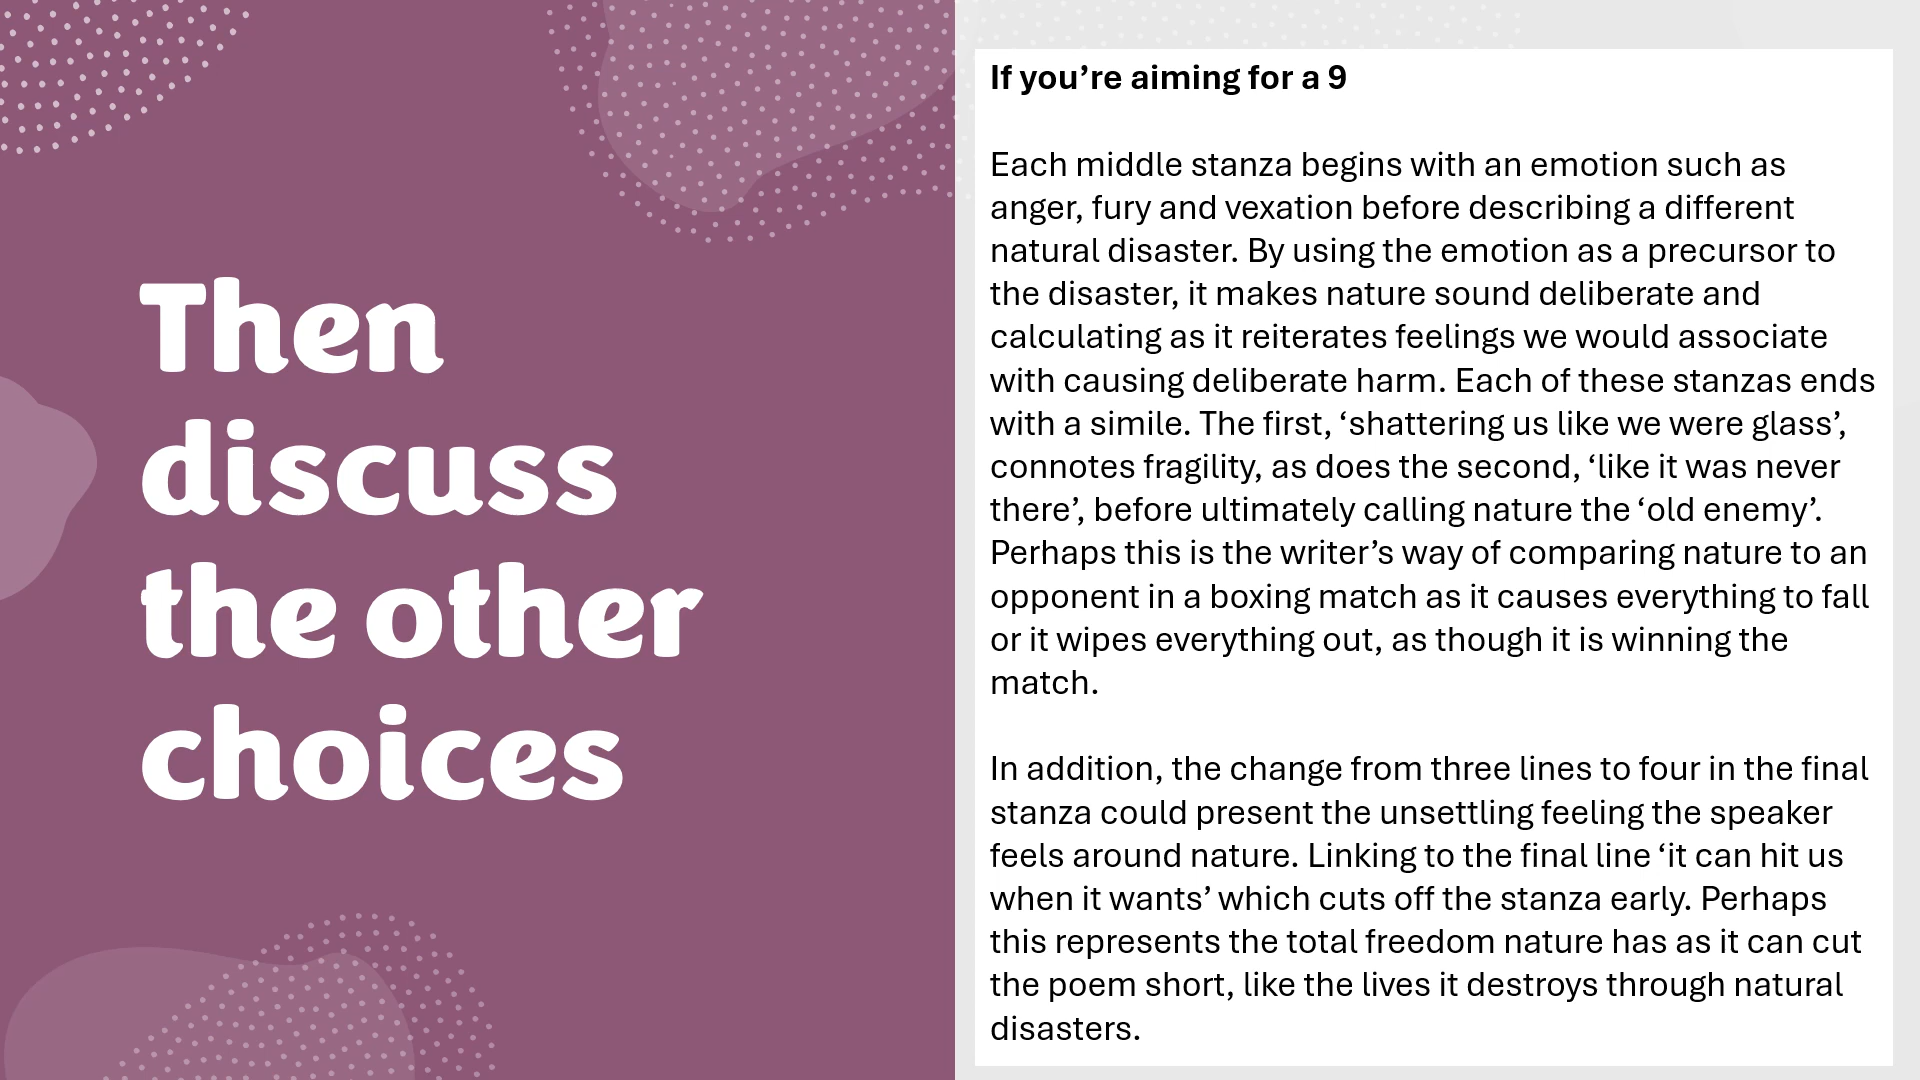 Then
discuss
the other
choices
If you’re aiming for a 9
Each middle stanza begins with an emotion such as
anger, fury and vexation before describing a different
natural disaster. By using the emotion as a precursor to
the disaster, it makes nature sound deliberate and
calculating as it reiterates feelings we would associate
with causing deliberate harm. Each of these stanzas ends
with a simile. The first, ‘shattering us like we were glass’,
connotes fragility, as does the second, ‘like it was never
there’, before ultimately calling nature the ‘old enemy’.
Perhaps this is the writer’s way of comparing nature to an
opponent in a boxing match as it causes everything to fall
or it wipes everything out, as though it is winning the
match.
In addition, the change from three lines to four in the final
stanza could present the unsettling feeling the speaker
feels around nature. Linking to the final line ‘it can hit us
when it wants’ which cuts off the stanza early. Perhaps
this represents the total freedom nature has as it can cut
the poem short, like the lives it destroys through natural
disasters.